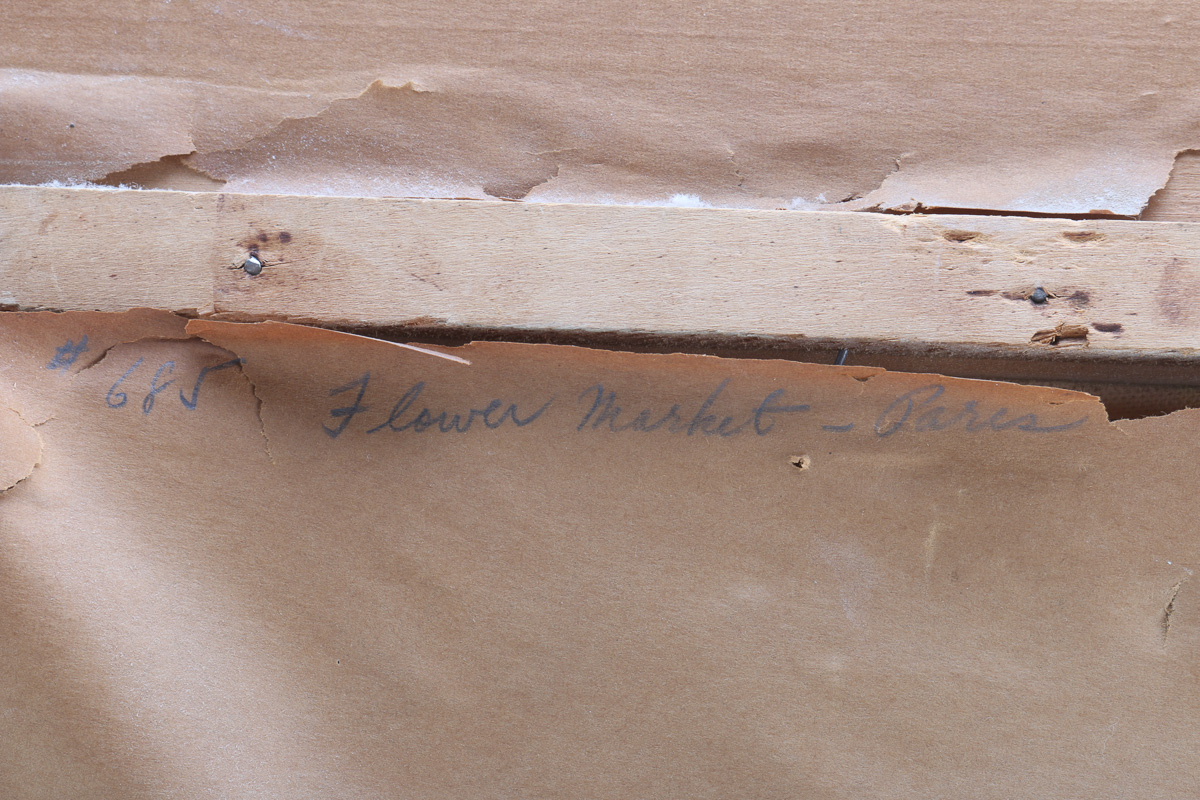 # 685 Flower Market - Paris